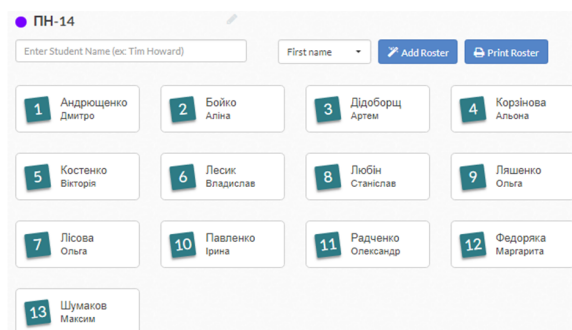 ПН-14
Enter Student Name (ex: Tim Howard)
First name
Add Roster
Print Roster
1
Андрющенко
Дмитро
2
Бойко
Аліна
3
Дідоборщ
Артем
4
Корзінова
Альона
5
Костенко
Вікторія
6
Лесик
Владислав
8
Любін
Станіслав
9
Ляшенко
Ольга
7
Лісова
Ольга
10
Павленко
Ірина
11
Радченко
Олександр
12
Федоряка
Маргарита
13
Шумаков
Максим